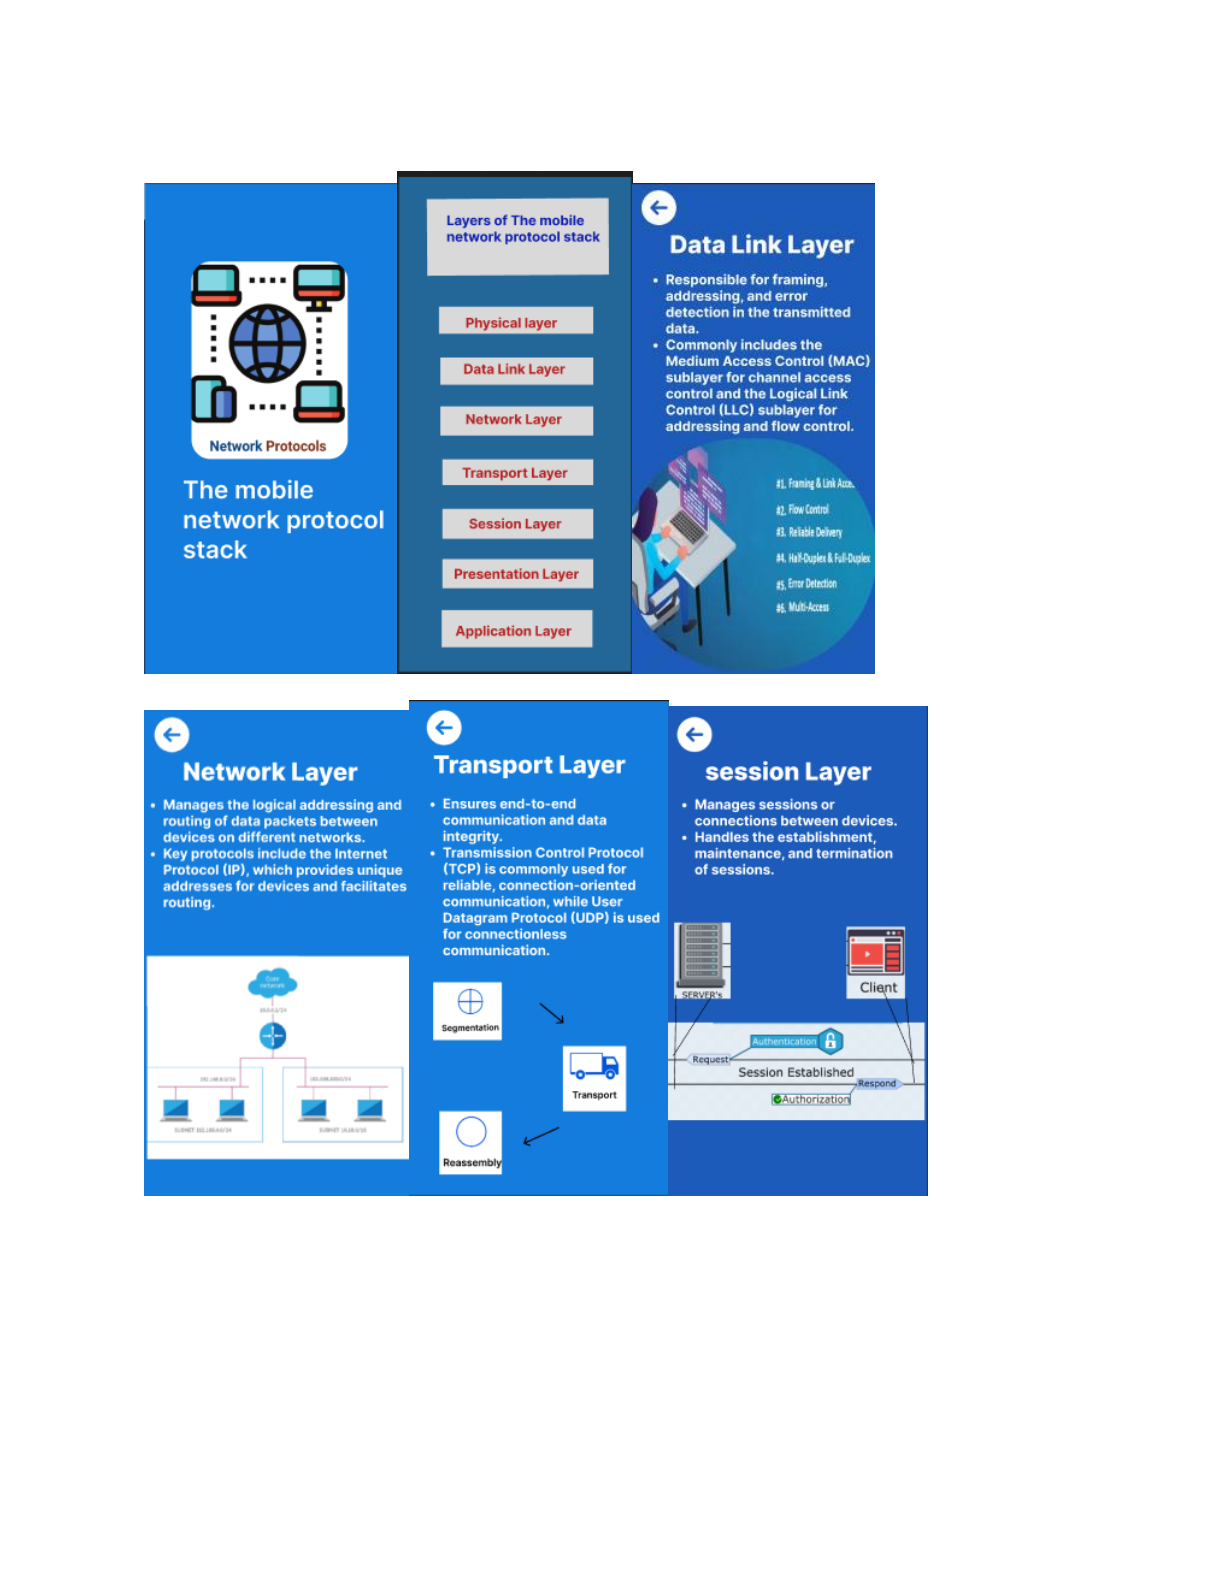 Network Protocols
The mobile
network protocol
stack
Layers of The mobile
network protocol stack
Physical layer
Data Link Layer
Network Layer
Transport Layer
Session Layer
Presentation Layer
Application Layer
Data Link Layer
• Responsible for framing,
addressing, and error
detection in the transmitted
data.
• Commonly includes the
Medium Access Control (MAC)
sublayer for channel access
control and the Logical Link
Control (LLC) sublayer for
addressing and flow control.
#1. Framing & Link
#2. Flow Control
#3. Reliable Delivery
#4. Half-Duplex & Full-Duplex
#5. Error Detection
#6. Multi-Access
Network Layer
• Manages the logical addressing and
routing of data packets between
devices on different networks.
• Key protocols include the Internet
Protocol (IP), which provides unique
addresses for devices and facilitates
routing.
Core
network
SUBNET
SUBNET
Transport Layer
• Ensures end-to-end
communication and data
integrity.
• Transmission Control Protocol
(TCP) is commonly used for
reliable, connection-oriented
communication, while User
Datagram Protocol (UDP) is used
for connectionless
communication.
Segmentation
Transport
Reassembly
session Layer
• Manages sessions or
connections between devices.
• Handles the establishment,
maintenance, and termination
of sessions.
SERVER's
Client
Authentication
Request
Session Established
Respond
Authorization